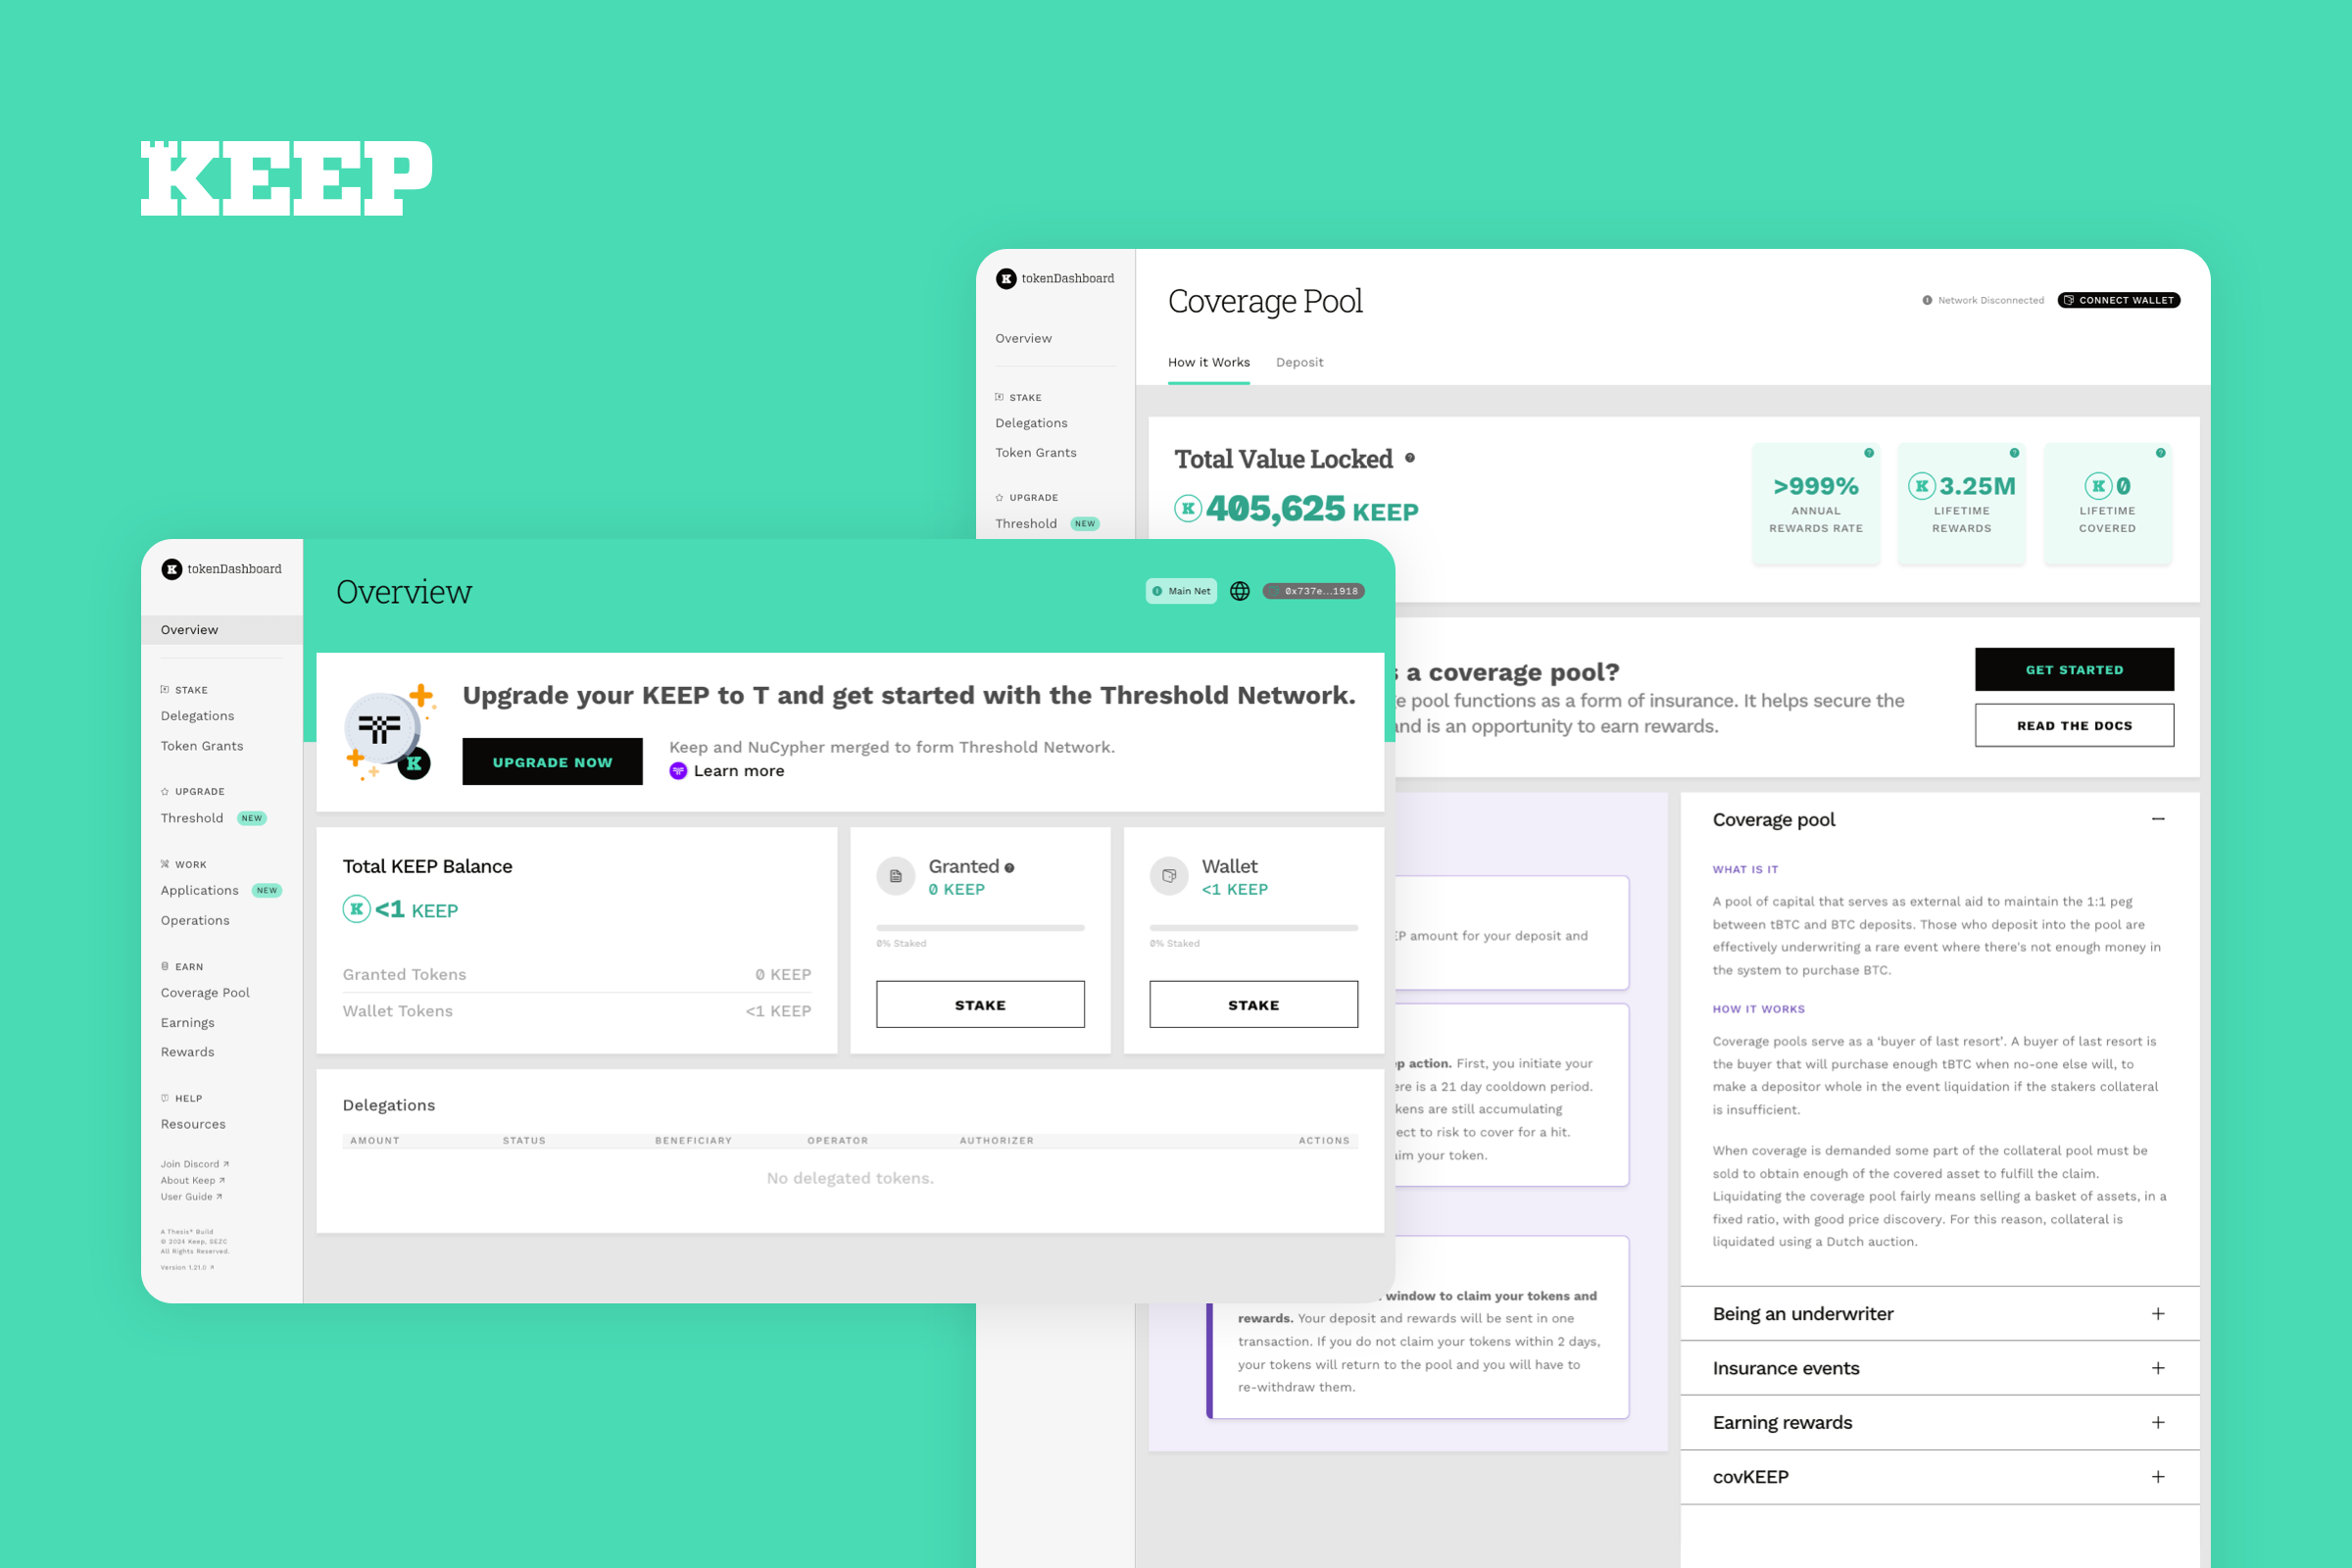 KEEP
tokenDashboard
Overview
STAKE
Delegations
Token Grants
UPGRADE
Threshold NEW
Coverage Pool
Network Disconnected
CONNECT WALLET
How it Works
Deposit
Total Value Locked
405,625 KEEP
>999%
ANNUAL
REWARDS RATE
3.25M
LIFETIME
REWARDS
0
LIFETIME
COVERED
a coverage pool?
pool functions as a form of insurance. It helps secure the
and is an opportunity to earn rewards.
GET STARTED
READ THE DOCS
amount for your deposit and
action. First, you initiate your
is a 21 day cooldown period.
are still accumulating
to risk to cover for a hit.
your token.
window to claim your tokens and
rewards. Your deposit and rewards will be sent in one
transaction. If you do not claim your tokens within 2 days,
your tokens will return to the pool and you will have to
re-withdraw them.
Coverage pool
WHAT IS IT
A pool of capital that serves as external aid to maintain the 1:1 peg
between tBTC and BTC deposits. Those who deposit into the pool are
effectively underwriting a rare event where there's not enough money in
the system to purchase BTC.
HOW IT WORKS
Coverage pools serve as a ‘buyer of last resort’. A buyer of last resort is
the buyer that will purchase enough tBTC when no-one else will, to
make a depositor whole in the event liquidation if the stakers collateral
is insufficient.
When coverage is demanded some part of the collateral pool must be
sold to obtain enough of the covered asset to fulfill the claim.
Liquidating the coverage pool fairly means selling a basket of assets, in a
fixed ratio, with good price discovery. For this reason, collateral is
liquidated using a Dutch auction.
Being an underwriter
Insurance events
Earning rewards
covKEEP
tokenDashboard
Overview
STAKE
Delegations
Token Grants
UPGRADE
Threshold NEW
WORK
Applications NEW
Operations
EARN
Coverage Pool
Earnings
Rewards
HELP
Resources
Join Discord ↗
About Keep ↗
User Guide ↗
A Thesis* Build
© 2024 Keep, SEZC
All Rights Reserved.
Version 1.21.0 ↗
Overview
Main Net
0x737e...1918
Upgrade your KEEP to T and get started with the Threshold Network.
UPGRADE NOW
Keep and NuCypher merged to form Threshold Network.
Learn more
Total KEEP Balance
<1 KEEP
Granted Tokens 0 KEEP
Wallet Tokens <1 KEEP
Granted
0 KEEP
0% Staked
STAKE
Wallet
<1 KEEP
0% Staked
STAKE
Delegations
AMOUNT STATUS BENEFICIARY OPERATOR AUTHORIZER ACTIONS
No delegated tokens.